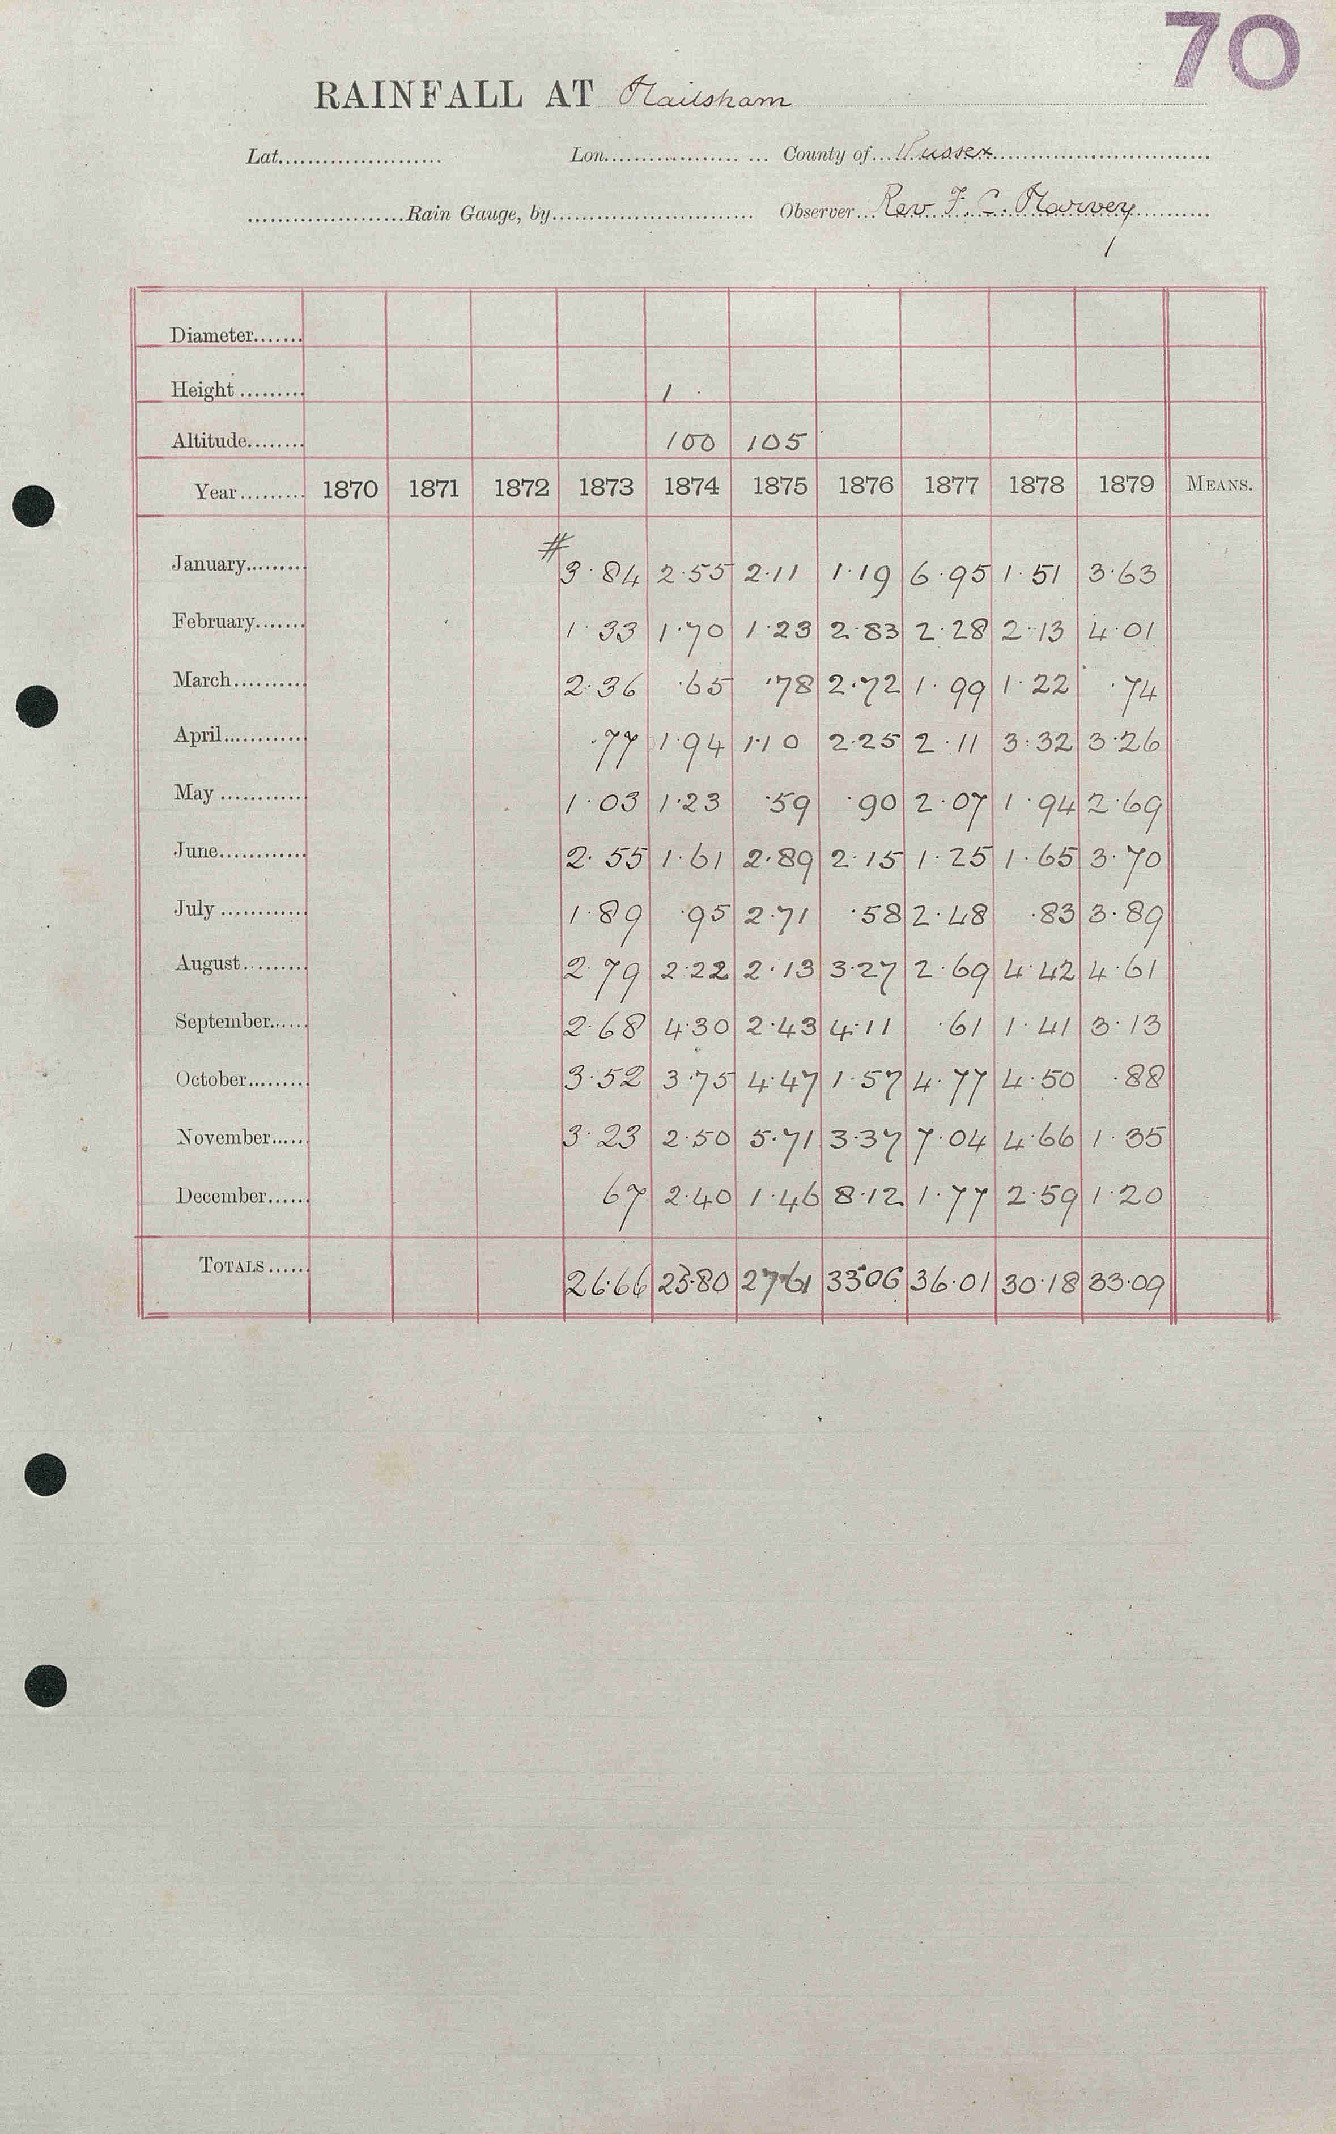 70
RAINFALL AT Hailsham
Lat. Lon. County of Sussex
Rain Gauge, by Observer Rev F. C. Harvey
Diameter
Height 1
Altitude 100 105
Year 1870 1871 1872 1873 1874 1875 1876 1877 1878 1879 MEANS.
#
January 3.84 2.55 2.11 1.19 6.95 1.51 3.63
February 1.33 1.70 1.23 2.83 2.28 2.13 4.01
March 2.36 .65 .78 2.72 1.99 1.22 .74
April .77 1.94 1.10 2.25 2.11 3.32 3.26
May 1.03 1.23 .59 .90 2.07 1.94 2.69
June 2.55 1.61 2.89 2.15 1.25 1.65 3.70
July 1.89 .95 2.71 .58 2.48 .83 3.89
August 2.79 2.22 2.13 3.27 2.69 4.42 4.61
September 2.68 4.30 2.43 4.11 .61 1.41 3.13
October 3.52 3.75 4.47 1.57 4.77 4.50 .88
November 3.23 2.50 5.71 3.37 7.04 4.66 1.35
December 67 2.40 1.46 8.12 1.77 2.59 1.20
TOTALS 26.66 25.80 27.61 33.06 36.01 30.18 33.09